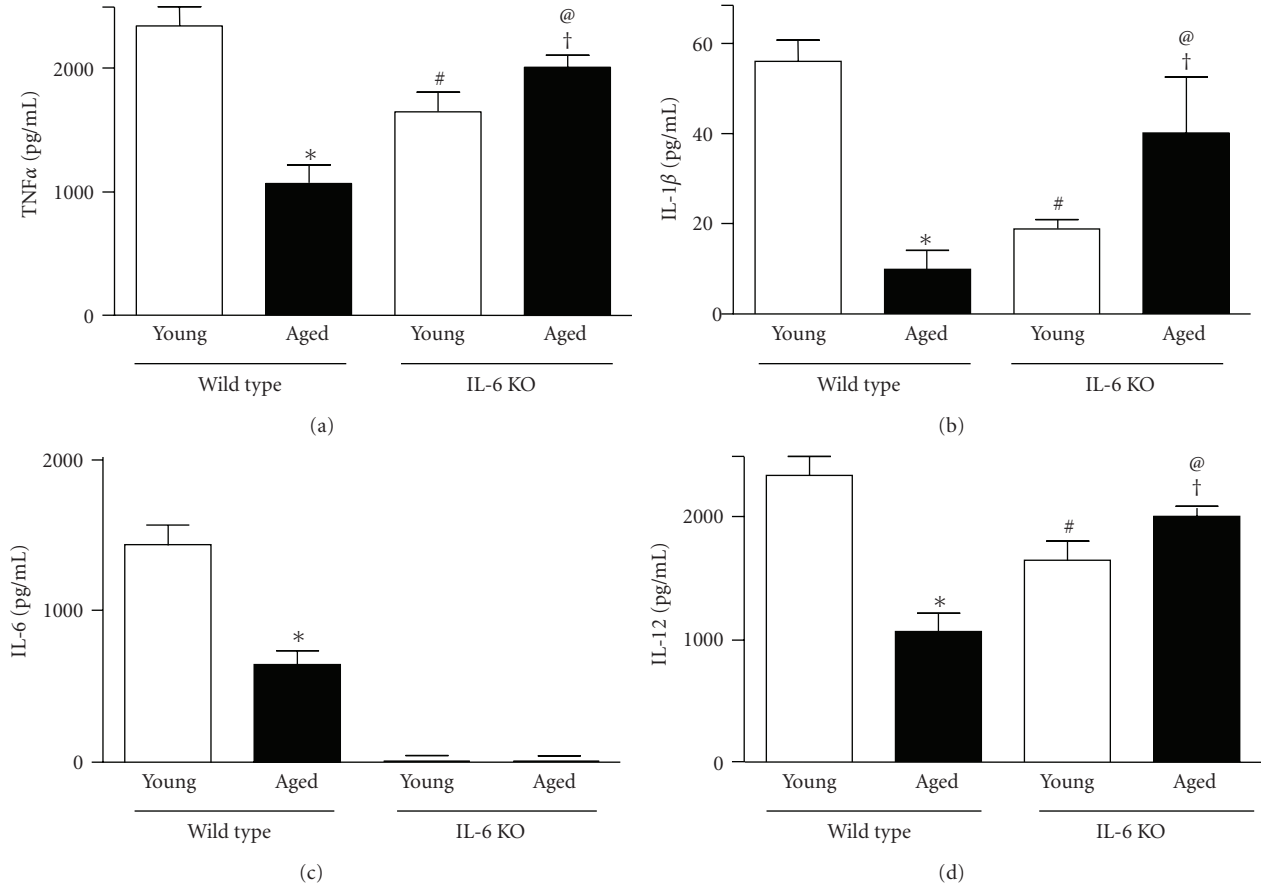 TNFα (pg/mL)
2000
1000
0
@
†
#
*
Young Aged Young Aged
Wild type IL-6 KO
(a)
IL-1β (pg/mL)
60
40
20
0
@
†
#
*
Young Aged Young Aged
Wild type IL-6 KO
(b)
IL-6 (pg/mL)
2000
1000
0
*
Young Aged Young Aged
Wild type IL-6 KO
(c)
IL-12 (pg/mL)
2000
1000
0
@
†
#
*
Young Aged Young Aged
Wild type IL-6 KO
(d)